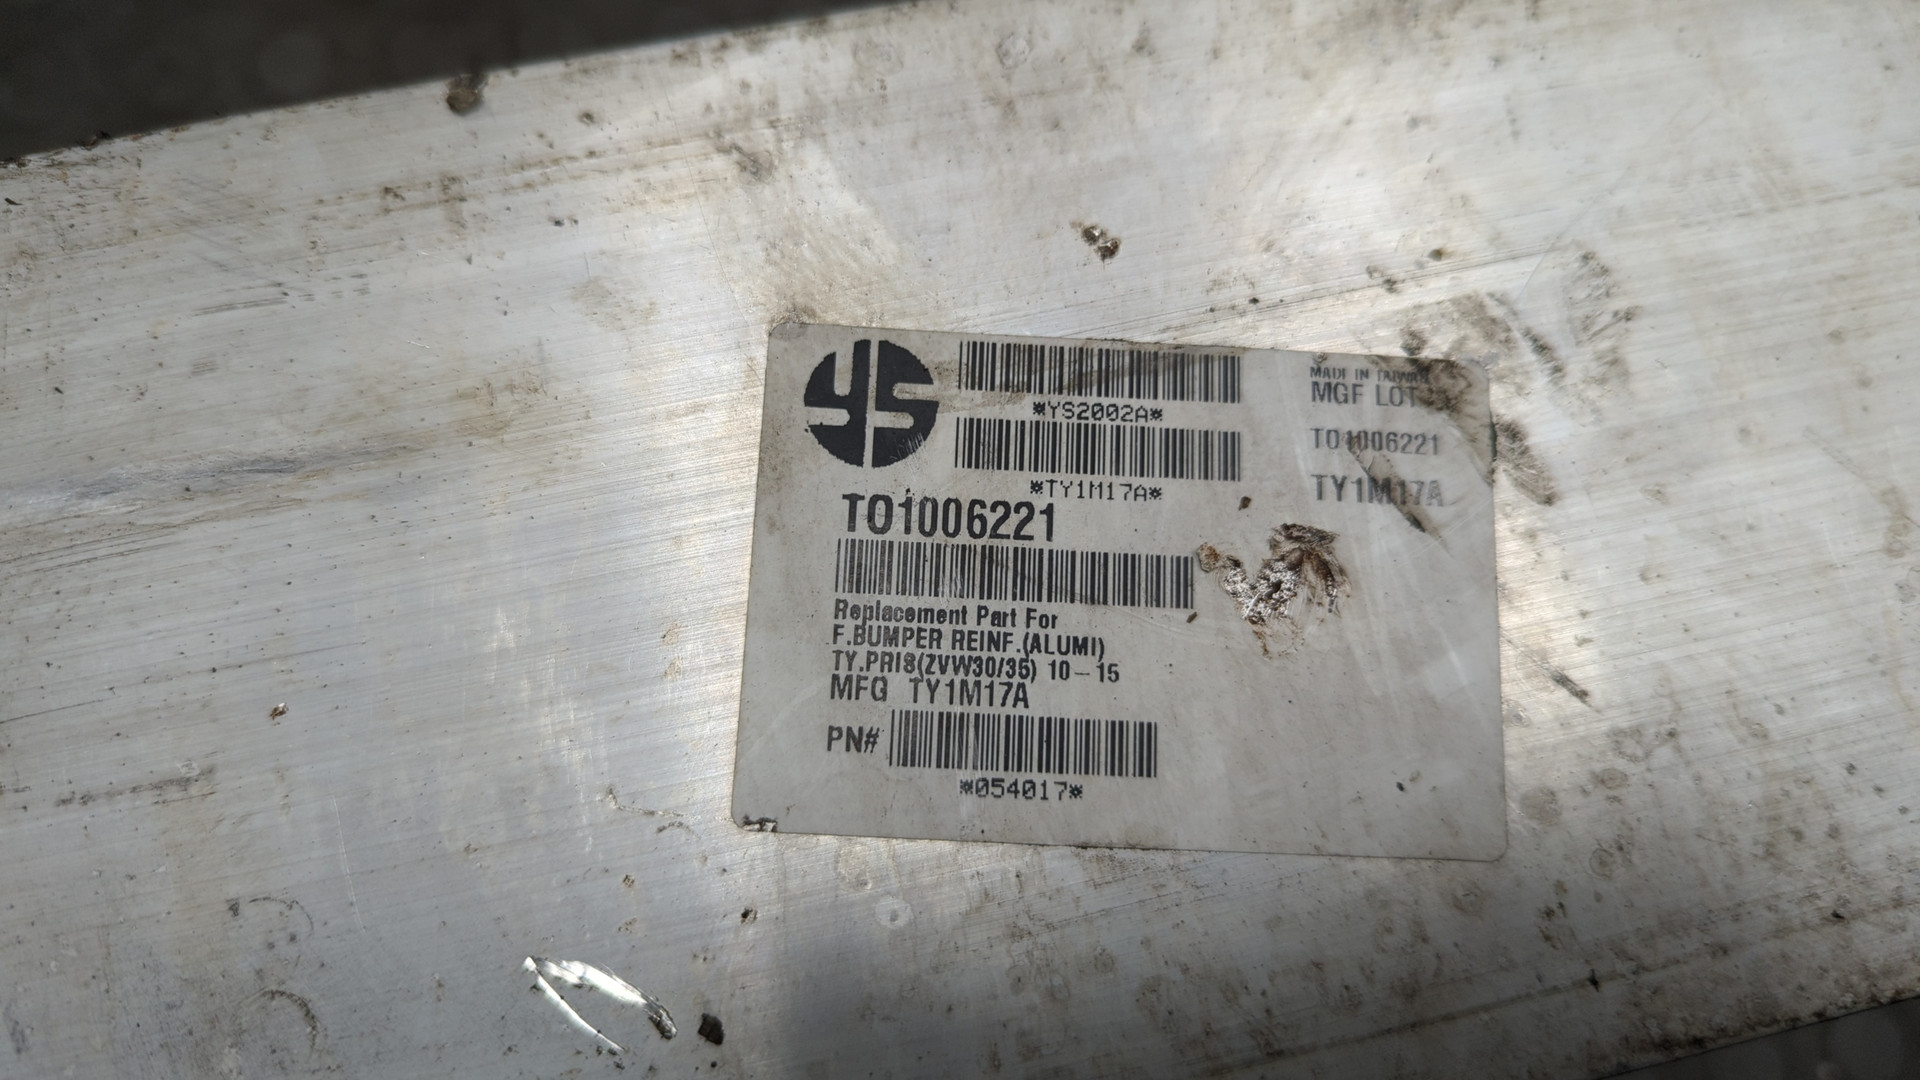 YS
*YS2002A*
*TY1M17A*
TO1006221
Replacement Part For
F.BUMPER REINF.(ALUMI)
TY.PRIS(ZVW30/35) 10-15
MFG TY1M17A
PN#
*054017*
MADE IN TAIWAN
MGF LOT
TO1006221
TY1M17A